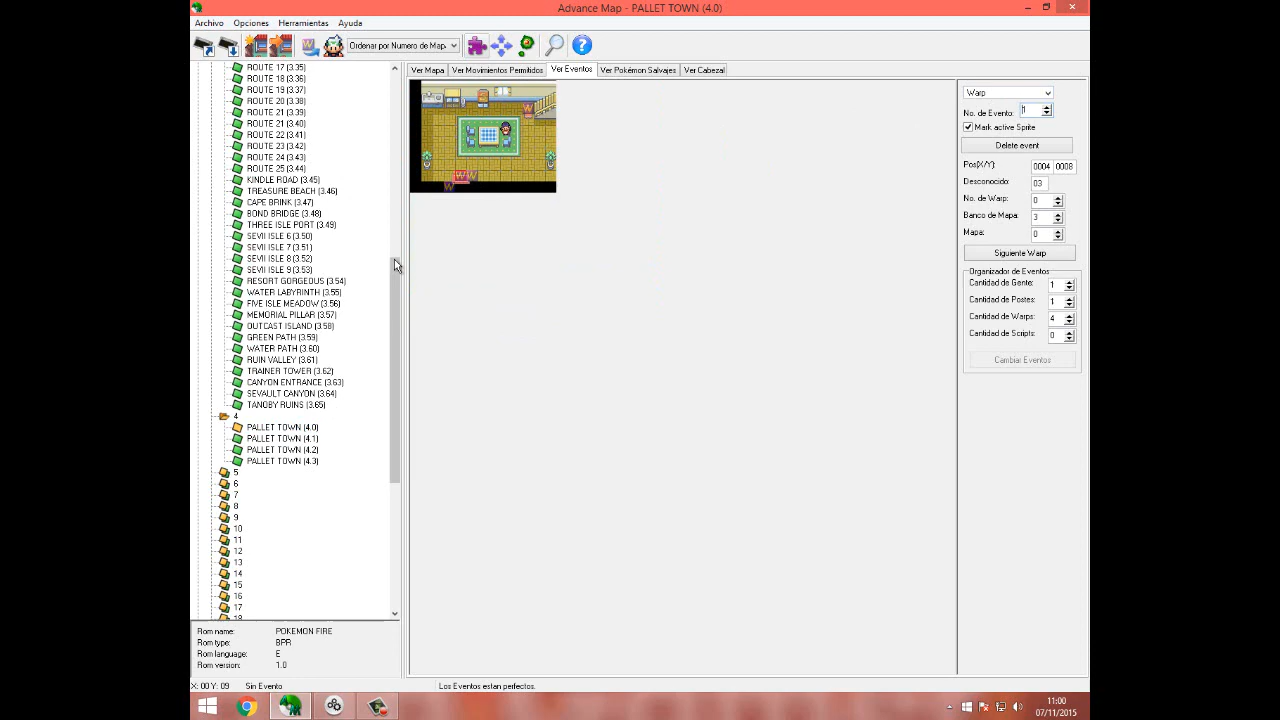 Advance Map - PALLET TOWN (4.0)
Archivo Opciones Herramientas Ayuda
Ordenar por Numero de Map
Ver Mapa Ver Movimientos Permitidos Ver Eventos Ver Pokémon Salvajes Ver Cabezal
ROUTE 17 (3.35)
ROUTE 18 (3.36)
ROUTE 19 (3.37)
ROUTE 20 (3.38)
ROUTE 21 (3.39)
ROUTE 21 (3.40)
ROUTE 22 (3.41)
ROUTE 23 (3.42)
ROUTE 24 (3.43)
ROUTE 25 (3.44)
KINDLE ROAD (3.45)
TREASURE BEACH (3.46)
CAPE BRINK (3.47)
BOND BRIDGE (3.48)
THREE ISLE PORT (3.49)
SEVII ISLE 6 (3.50)
SEVII ISLE 7 (3.51)
SEVII ISLE 8 (3.52)
SEVII ISLE 9 (3.53)
RESORT GORGEOUS (3.54)
WATER LABYRINTH (3.55)
FIVE ISLE MEADOW (3.56)
MEMORIAL PILLAR (3.57)
OUTCAST ISLAND (3.58)
GREEN PATH (3.59)
WATER PATH (3.60)
RUIN VALLEY (3.61)
TRAINER TOWER (3.62)
CANYON ENTRANCE (3.63)
SEVAULT CANYON (3.64)
TANOBY RUINS (3.65)
4
PALLET TOWN (4.0)
PALLET TOWN (4.1)
PALLET TOWN (4.2)
PALLET TOWN (4.3)
5
6
7
8
9
10
11
12
13
14
15
16
17
18
W
W W
W
Warp
No. de Evento: 1
Mark active Sprite
Delete event
Pos(X/Y): 0004 0008
Desconocido: 03
No. de Warp: 0
Banco de Mapa: 3
Mapa: 0
Siguiente Warp
Organizador de Eventos
Cantidad de Gente: 1
Cantidad de Postes: 1
Cantidad de Warps: 4
Cantidad de Scripts: 0
Cambiar Eventos
Rom name: POKEMON FIRE
Rom type: BPR
Rom language: E
Rom version: 1.0
X: 00 Y: 09 Sin Evento Los Eventos estan perfectos.
11:00
07/11/2015